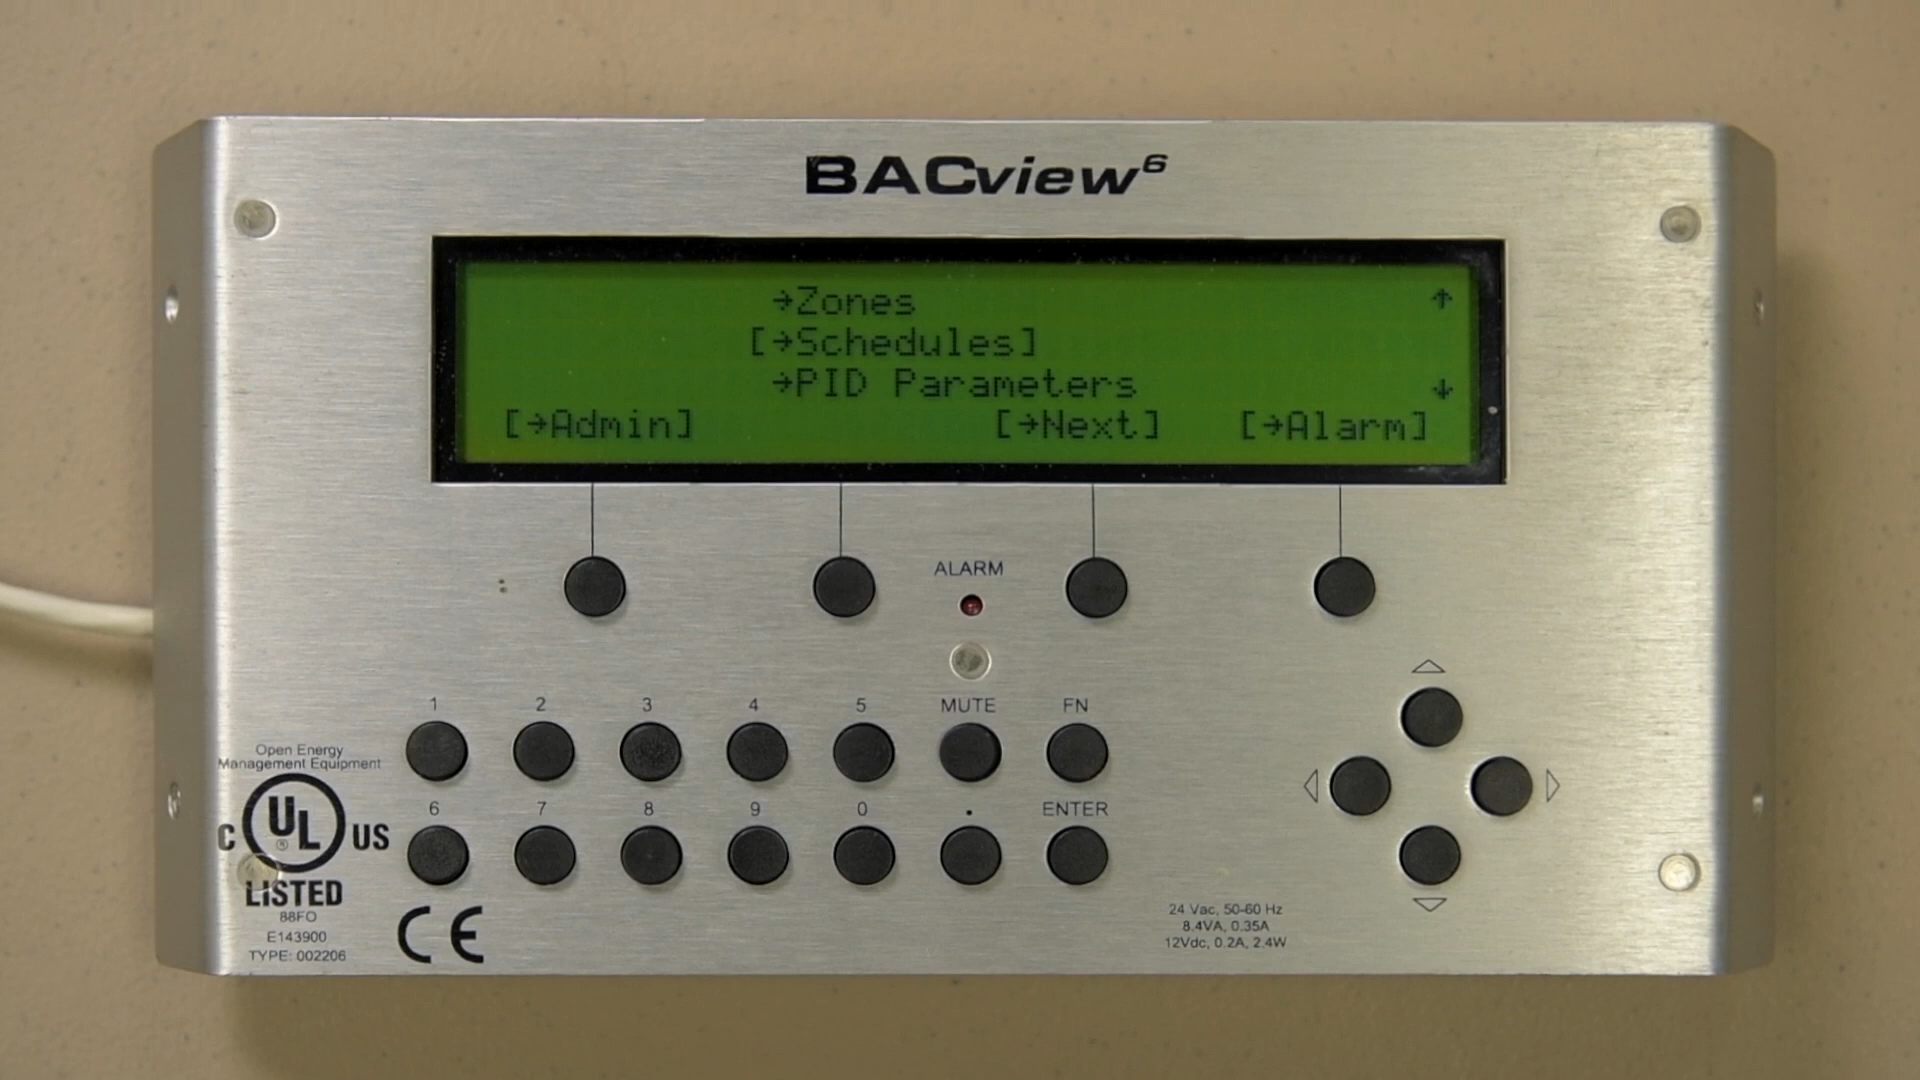 BACview⁶
→Zones ↑
[→Schedules]
→PID Parameters ↓
[→Admin] [→Next] [→Alarm]
ALARM
1 2 3 4 5 MUTE FN
6 7 8 9 0 . ENTER
Open Energy
Management Equipment
C UL® US
LISTED
88FO
E143900
TYPE: 002206
CE
24 Vac, 50-60 Hz
8.4VA, 0.35A
12Vdc, 0.2A, 2.4W